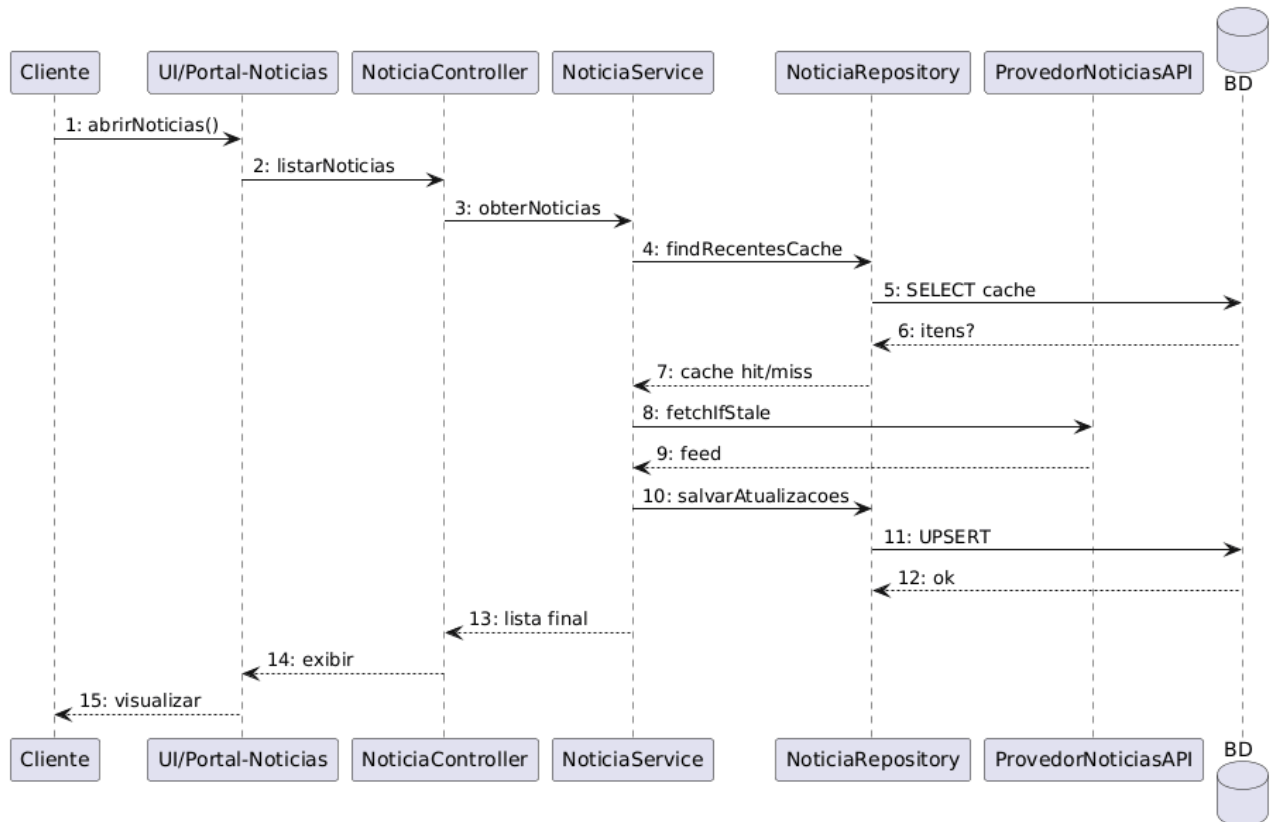 BD
Cliente
UI/Portal-Noticias
NoticiaController
NoticiaService
NoticiaRepository
ProvedorNoticiasAPI
1: abrirNoticias()
2: listarNoticias
3: obterNoticias
4: findRecentesCache
5: SELECT cache
6: itens?
7: cache hit/miss
8: fetchIfStale
9: feed
10: salvarAtualizacoes
11: UPSERT
12: ok
13: lista final
14: exibir
15: visualizar
Cliente
UI/Portal-Noticias
NoticiaController
NoticiaService
NoticiaRepository
ProvedorNoticiasAPI
BD